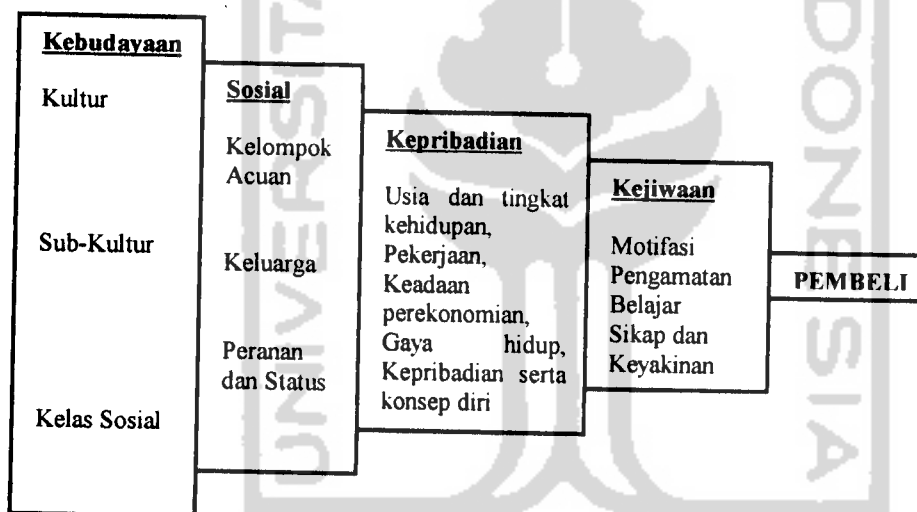 Kebudayaan
Kultur
Sub-Kultur
Kelas Sosial
Sosial
Kelompok
Acuan
Keluarga
Peranan
dan Status
Kepribadian
Usia dan tingkat
kehidupan,
Pekerjaan,
Keadaan
perekonomian,
Gaya hidup,
Kepribadian serta
konsep diri
Kejiwaan
Motifasi
Pengamatan
Belajar
Sikap dan
Keyakinan
PEMBELI